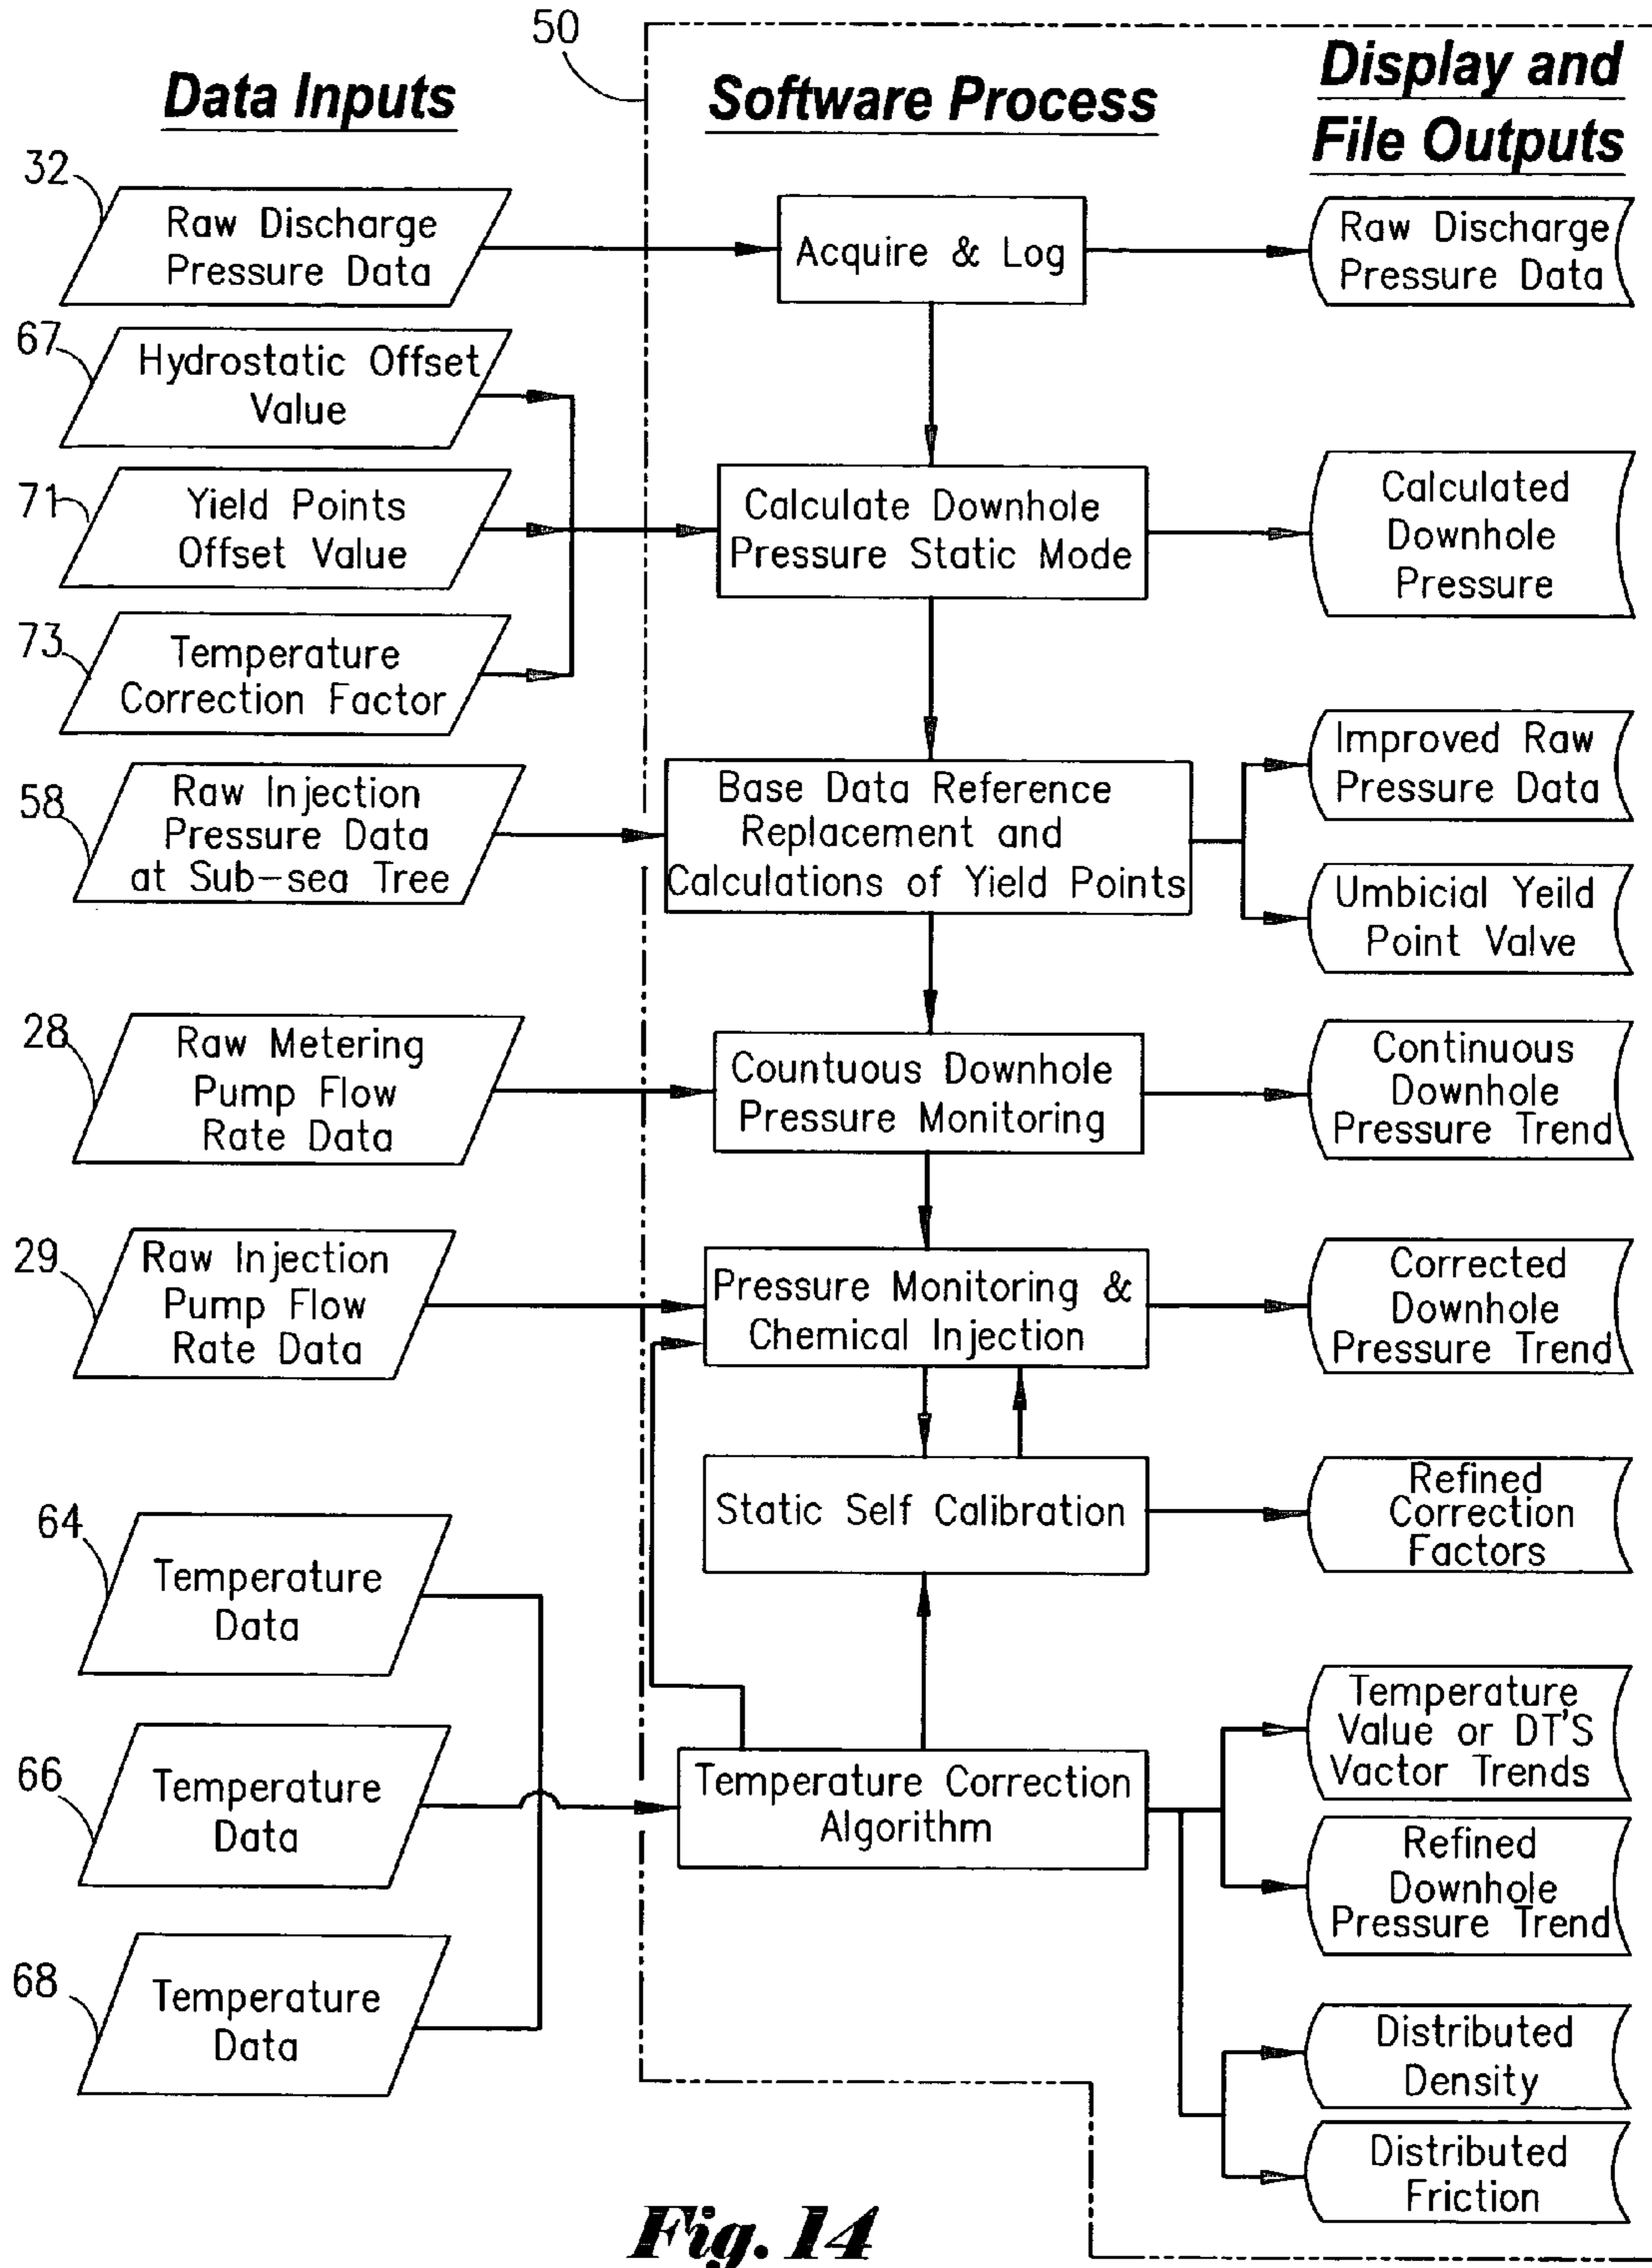 50
Data Inputs
Software Process
Display and
File Outputs
32
Raw Discharge
Pressure Data
Acquire & Log
Raw Discharge
Pressure Data
67
Hydrostatic Offset
Value
71
Yield Points
Offset Value
Calculate Downhole
Pressure Static Mode
Calculated
Downhole
Pressure
73
Temperature
Correction Factor
58
Raw Injection
Pressure Data
at Sub-sea Tree
Base Data Reference
Replacement and
Calculations of Yield Points
Improved Raw
Pressure Data
Umbicial Yeild
Point Valve
28
Raw Metering
Pump Flow
Rate Data
Countuous Downhole
Pressure Monitoring
Continuous
Downhole
Pressure Trend
29
Raw Injection
Pump Flow
Rate Data
Pressure Monitoring &
Chemical Injection
Corrected
Downhole
Pressure Trend
Static Self Calibration
Refined
Correction
Factors
64
Temperature
Data
66
Temperature
Data
Temperature Correction
Algorithm
Temperature
Value or DT'S
Vactor Trends
Refined
Downhole
Pressure Trend
68
Temperature
Data
Distributed
Density
Distributed
Friction
Fig. 14